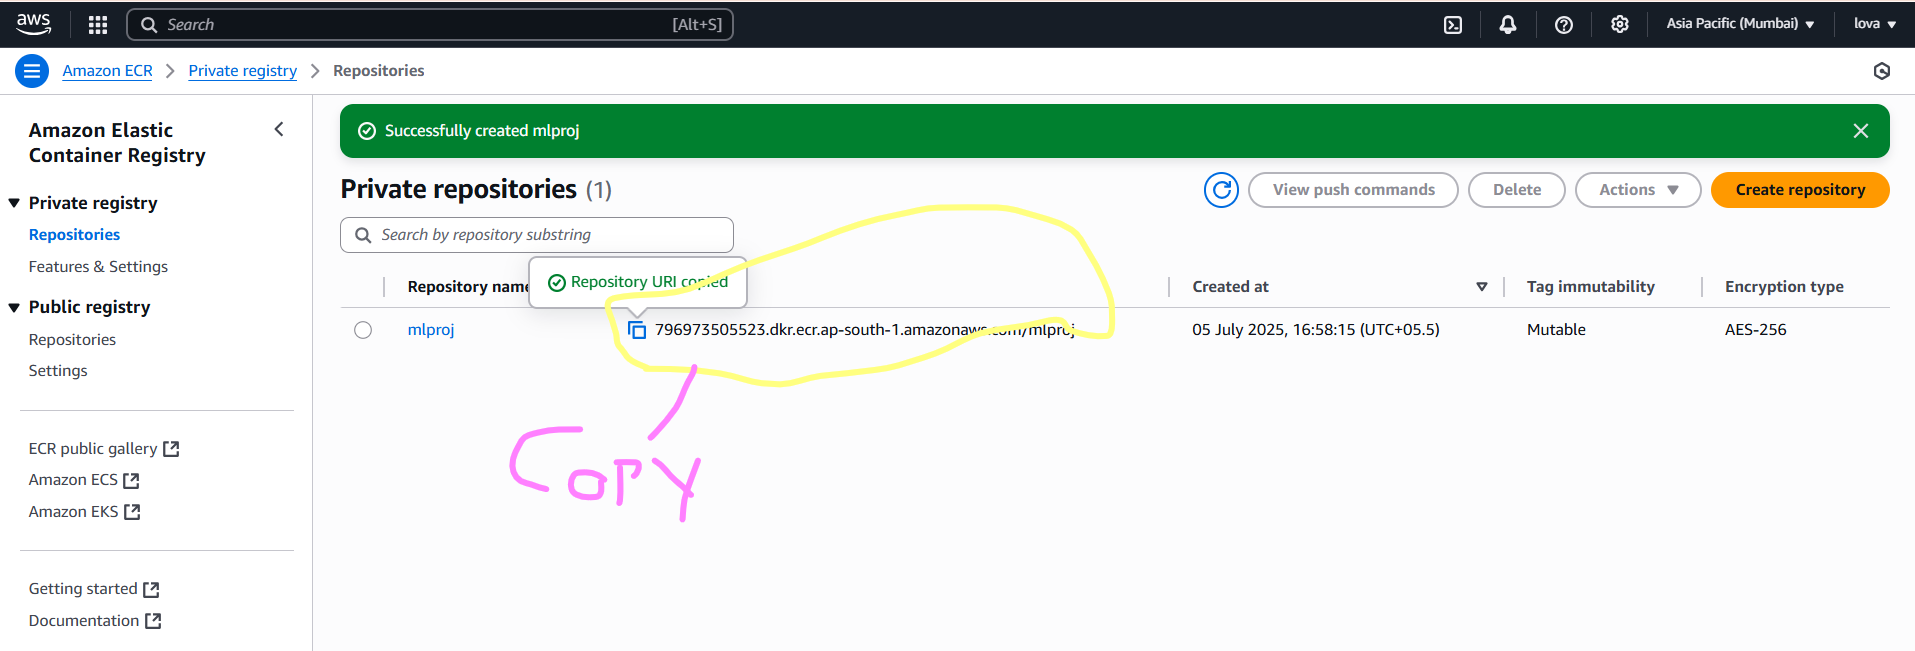 aws
Search [Alt+S]
Asia Pacific (Mumbai)
lova
Amazon ECR
Private registry
Repositories
Amazon Elastic
Container Registry
Private registry
Repositories
Features & Settings
Public registry
Repositories
Settings
ECR public gallery
Amazon ECS
Amazon EKS
Getting started
Documentation
Successfully created mlproj
Private repositories (1)
View push commands
Delete
Actions
Create repository
Search by repository substring
Repository URI copied
Repository name
Created at
Tag immutability
Encryption type
mlproj
796973505523.dkr.ecr.ap-south-1.amazonaws.com/mlproj
05 July 2025, 16:58:15 (UTC+05.5)
Mutable
AES-256
COPY